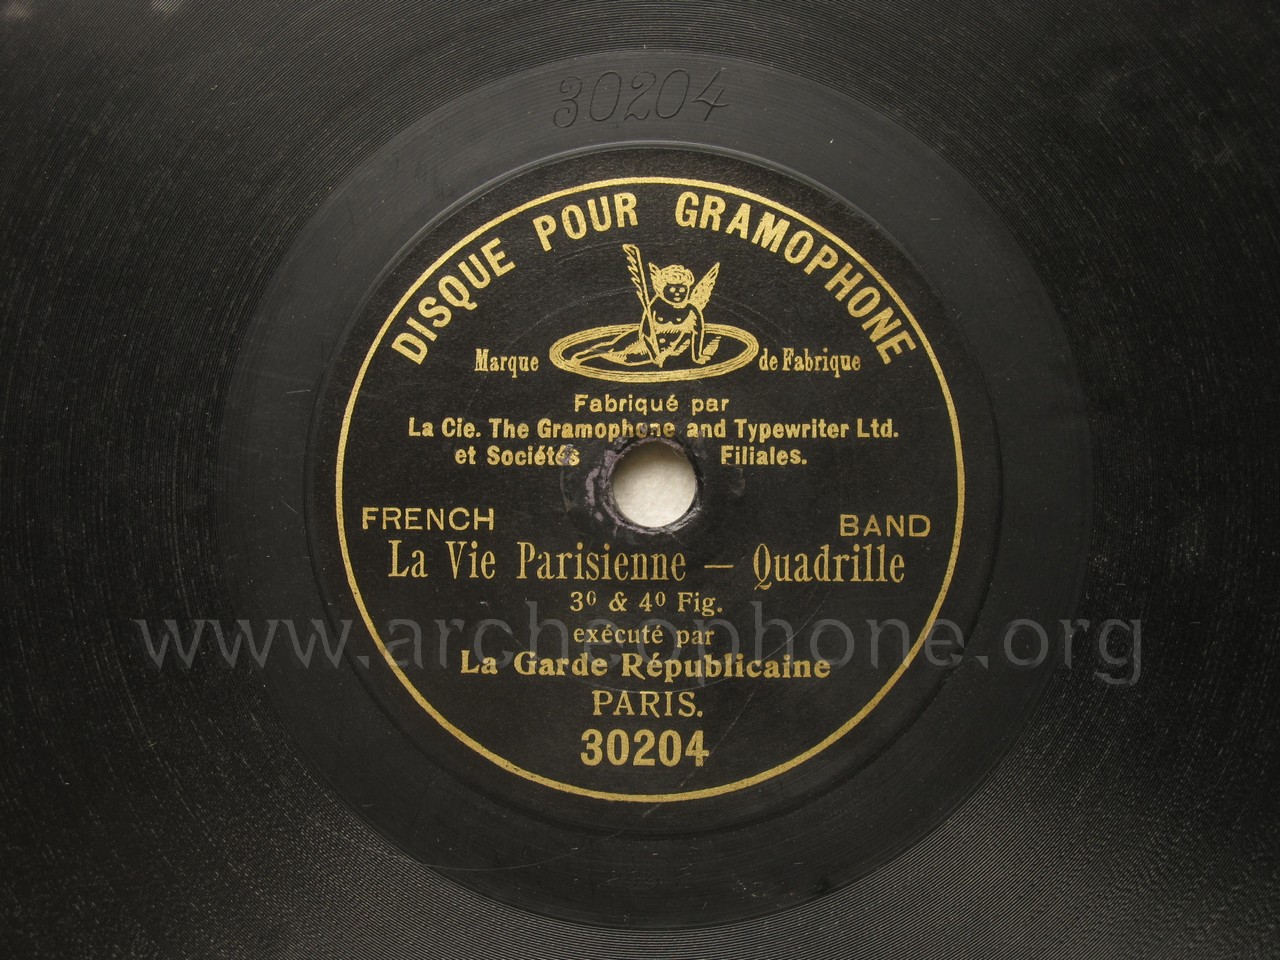 30204
DISQUE POUR GRAMOPHONE
Marque de Fabrique
Fabriqué par
La Cie. The Gramophone and Typewriter Ltd.
et Sociétés Filiales.
FRENCH BAND
La Vie Parisienne — Quadrille
3º & 4º Fig.
www.archeophone.org
exécuté par
La Garde Républicaine
PARIS.
30204